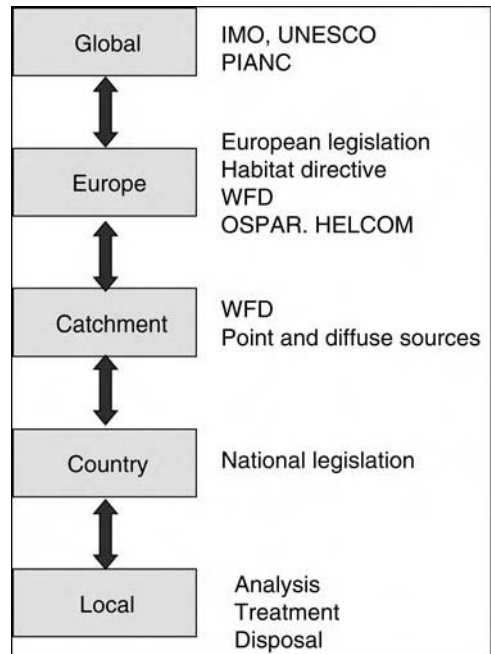 Global
IMO, UNESCO
PIANC
Europe
European legislation
Habitat directive
WFD
OSPAR. HELCOM
Catchment
WFD
Point and diffuse sources
Country
National legislation
Local
Analysis
Treatment
Disposal